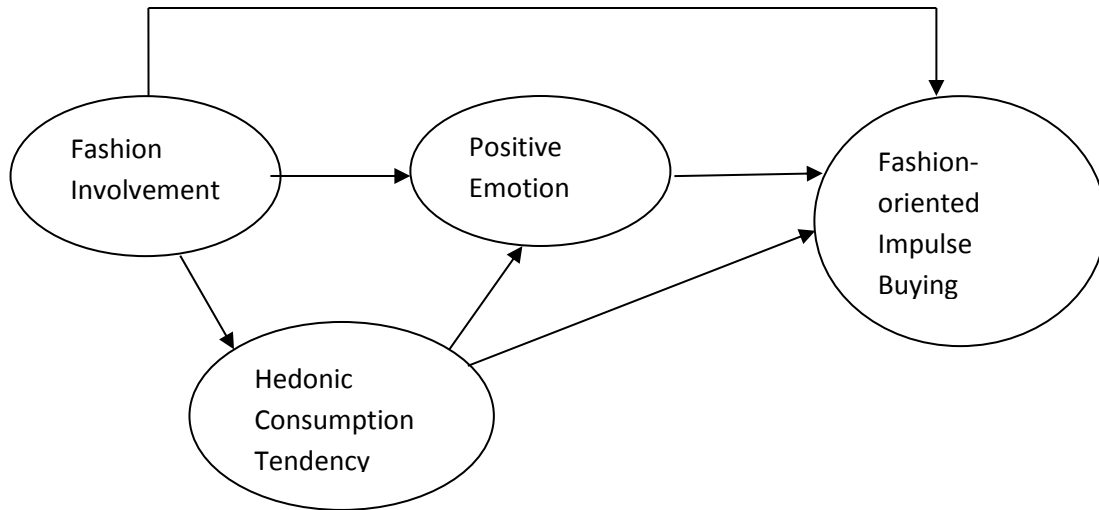 Fashion
Involvement
Positive
Emotion
Fashion-
oriented
Impulse
Buying
Hedonic
Consumption
Tendency